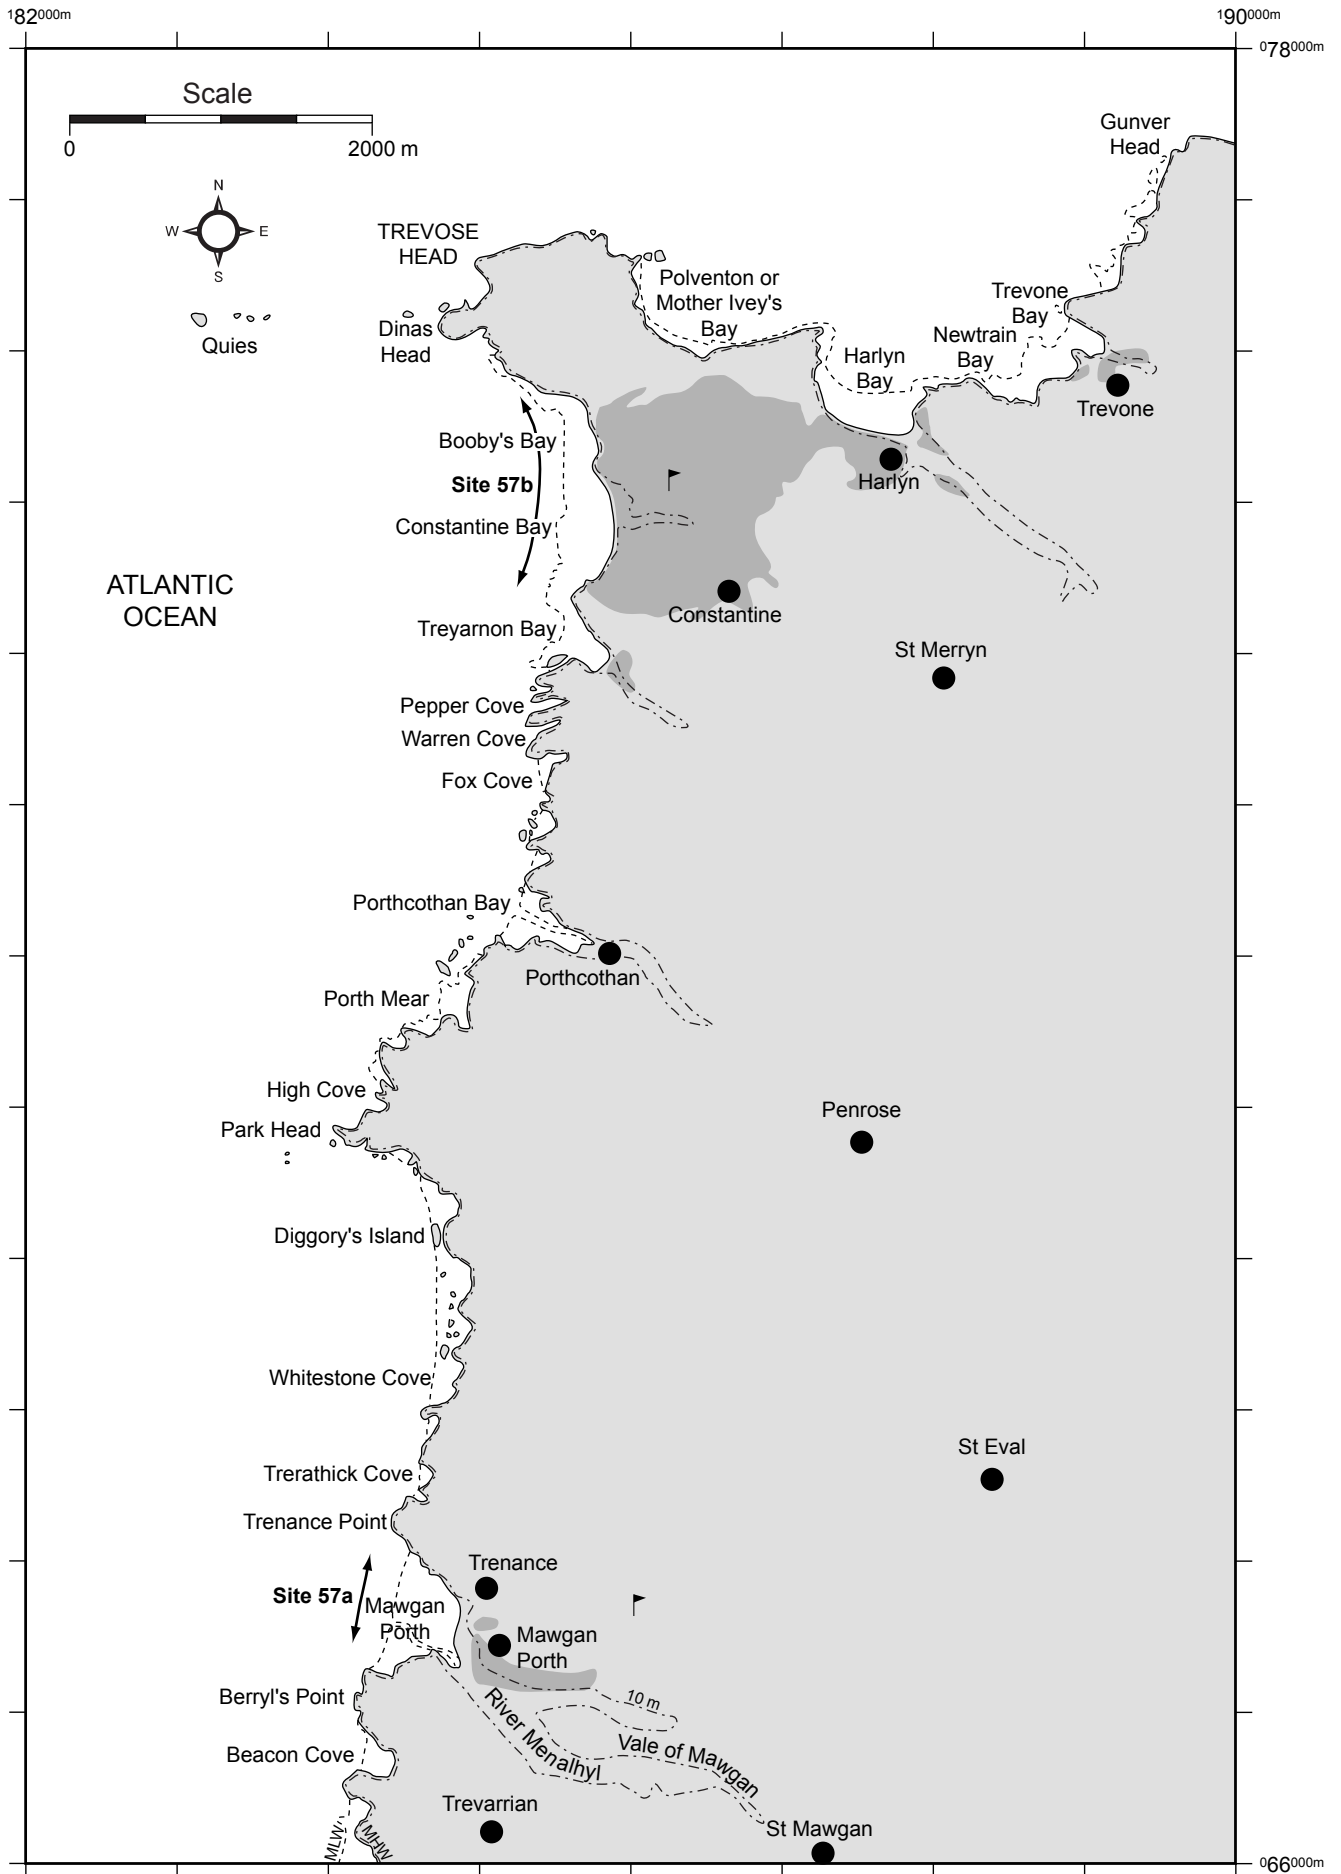 182000m
190000m
078000m
Scale
0
2000 m
N
W
E
S
Gunver
Head
TREVOSE
HEAD
Polventon or
Mother Ivey's
Bay
Trevone
Bay
Dinas
Head
Quies
Newtrain
Bay
Harlyn
Bay
Trevone
Booby's Bay
Site 57b
Harlyn
Constantine Bay
ATLANTIC
OCEAN
Constantine
Treyarnon Bay
St Merryn
Pepper Cove
Warren Cove
Fox Cove
Porthcothan Bay
Porthcothan
Porth Mear
High Cove
Penrose
Park Head
Diggory's Island
Whitestone Cove
St Eval
Trerathick Cove
Trenance Point
Trenance
Site 57a
Mawgan
Porth
Mawgan
Porth
Berryl's Point
10 m
River Menalhyl
Vale of Mawgan
Beacon Cove
Trevarrian
St Mawgan
MLW
MHW
066000m